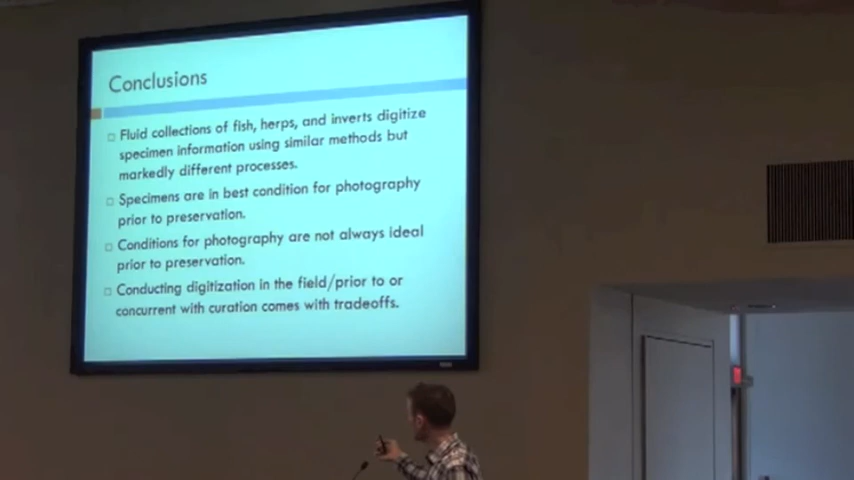 Conclusions
Fluid collections of fish, herps, and inverts digitize
specimen information using similar methods but
markedly different processes.
Specimens are in best condition for photography
prior to preservation.
Conditions for photography are not always ideal
prior to preservation.
Conducting digitization in the field/prior to or
concurrent with curation comes with tradeoffs.